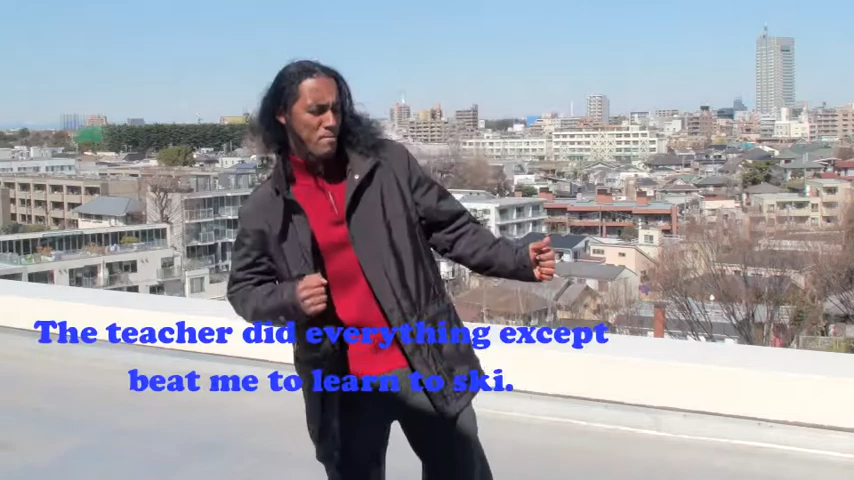 The teacher did everything except
beat me to learn to ski.